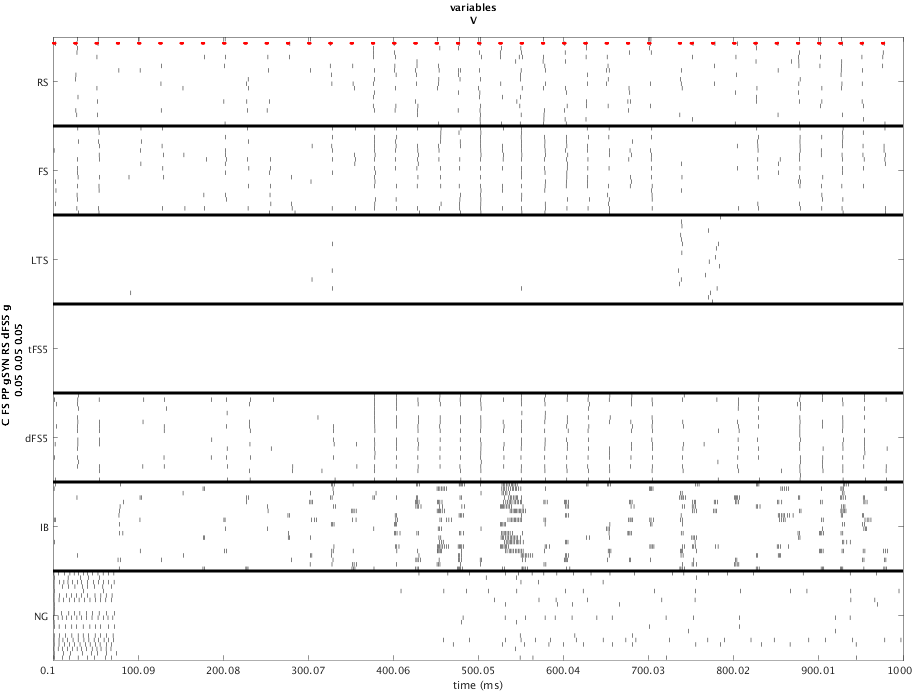 variables
V
RS
FS
LTS
tFS5
dFS5
IB
NG
C FS PP gSYN RS dFS5 g
0.05 0.05 0.05
0.1 100.09 200.08 300.07 400.06 500.05 600.04 700.03 800.02 900.01 1000
time (ms)